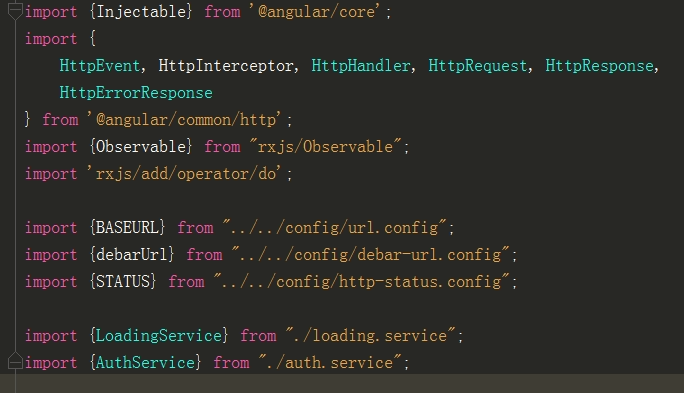 import {Injectable} from '@angular/core';
import {
HttpEvent, HttpInterceptor, HttpHandler, HttpRequest, HttpResponse,
HttpErrorResponse
} from '@angular/common/http';
import {Observable} from "rxjs/Observable";
import 'rxjs/add/operator/do';
import {BASEURL} from "../../config/url.config";
import {debarUrl} from "../../config/debar-url.config";
import {STATUS} from "../../config/http-status.config";
import {LoadingService} from "./loading.service";
import {AuthService} from "./auth.service";